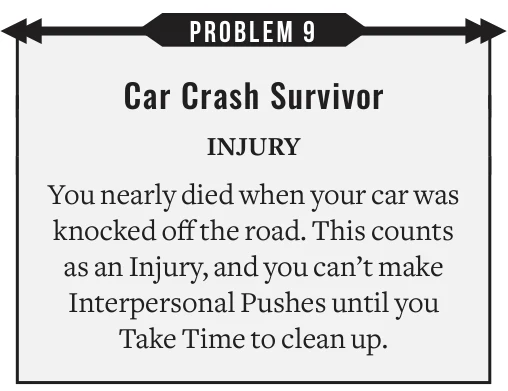 PROBLEM 9
Car Crash Survivor
INJURY
You nearly died when your car was
knocked off the road. This counts
as an Injury, and you can’t make
Interpersonal Pushes until you
Take Time to clean up.